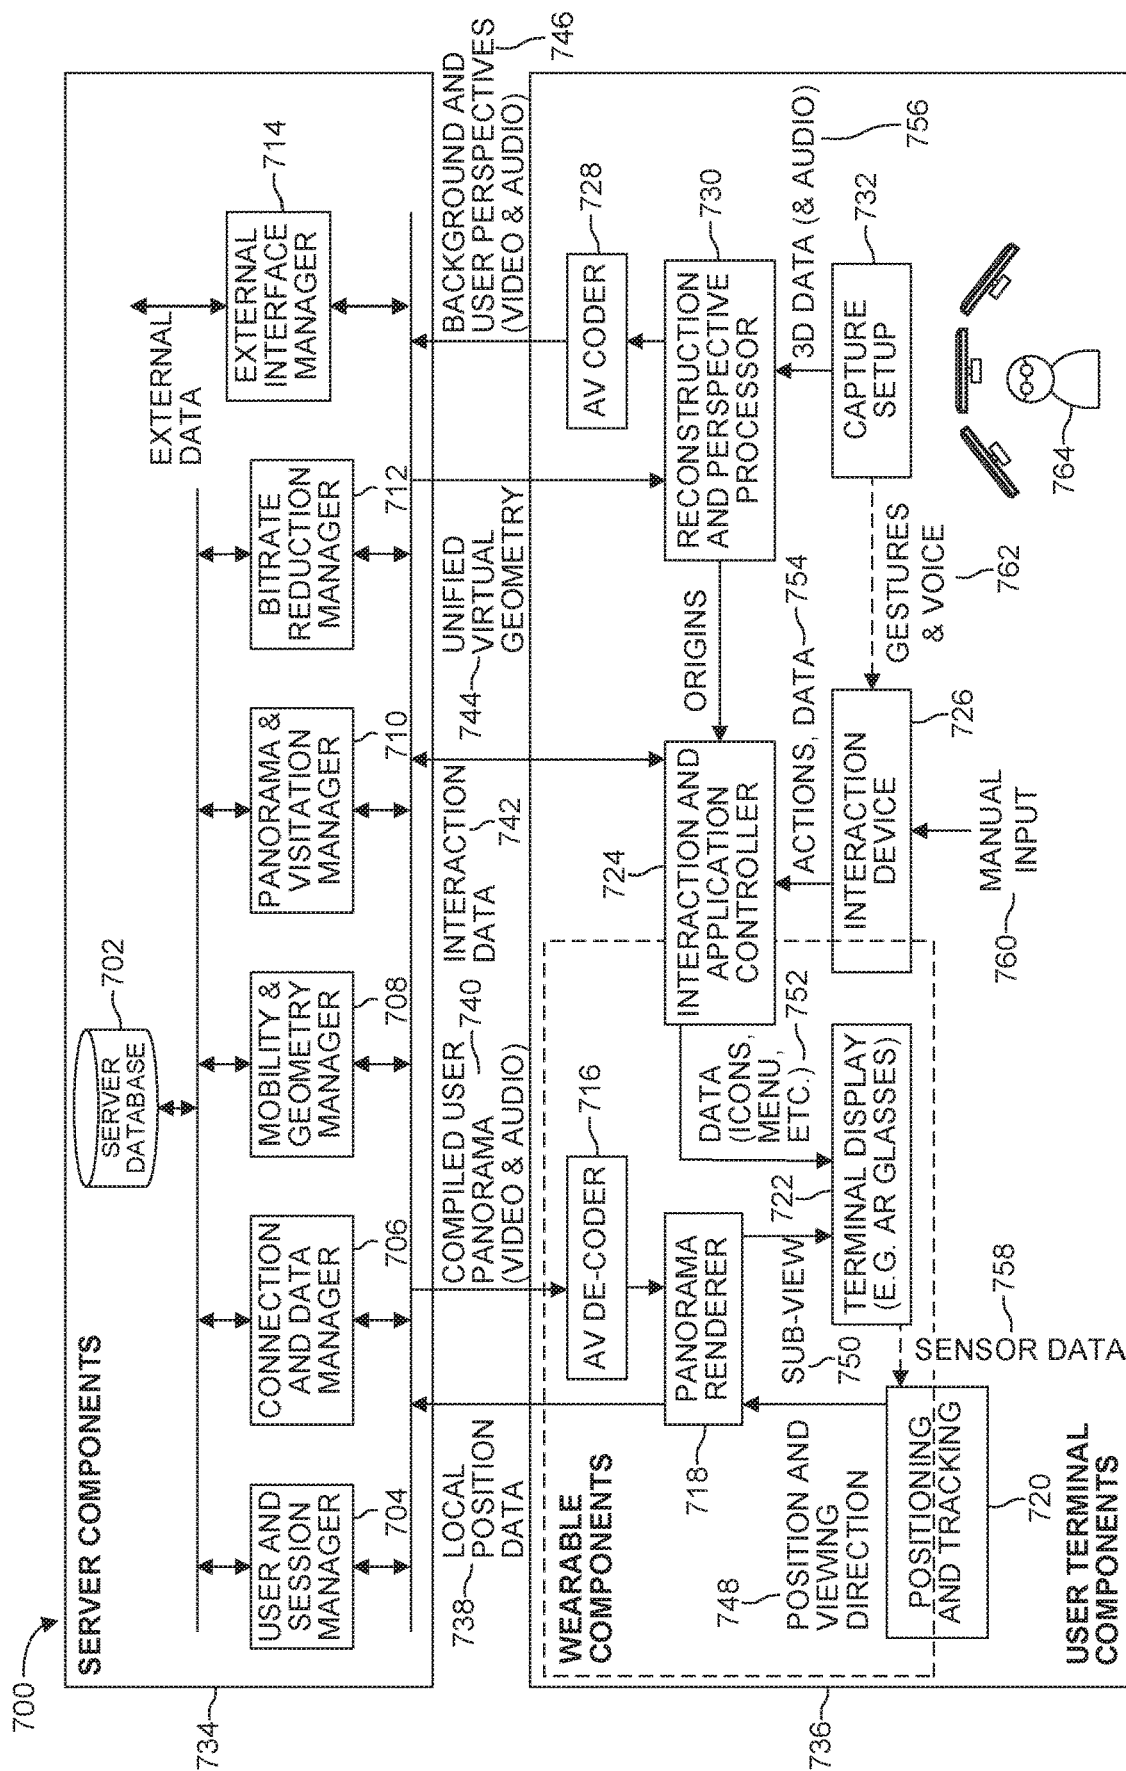 700
SERVER COMPONENTS
734
SERVER
DATABASE
702
EXTERNAL
DATA
USER AND
SESSION
MANAGER
704
CONNECTION
AND DATA
MANAGER
706
MOBILITY &
GEOMETRY
MANAGER
708
PANORAMA &
VISITATION
MANAGER
710
BITRATE
REDUCTION
MANAGER
712
EXTERNAL
INTERFACE
MANAGER
714
LOCAL
POSITION
DATA
738
COMPILED USER
PANORAMA
(VIDEO & AUDIO)
740
INTERACTION
DATA
742
UNIFIED
VIRTUAL
GEOMETRY
744
BACKGROUND AND
USER PERSPECTIVES
(VIDEO & AUDIO)
746
WEARABLE
COMPONENTS
AV DE-CODER
716
AV CODER
728
PANORAMA
RENDERER
718
INTERACTION AND
APPLICATION
CONTROLLER
724
ORIGINS
RECONSTRUCTION
AND PERSPECTIVE
PROCESSOR
730
748
POSITION AND
VIEWING
DIRECTION
SUB-VIEW
750
DATA
(ICONS,
MENU,
ETC.)
752
722
ACTIONS, DATA
754
3D DATA (& AUDIO)
756
TERMINAL DISPLAY
(E.G. AR GLASSES)
INTERACTION
DEVICE
726
CAPTURE
SETUP
732
GESTURES
& VOICE
762
POSITIONING
AND TRACKING
720
SENSOR DATA
758
MANUAL
INPUT
760
764
736
USER TERMINAL
COMPONENTS